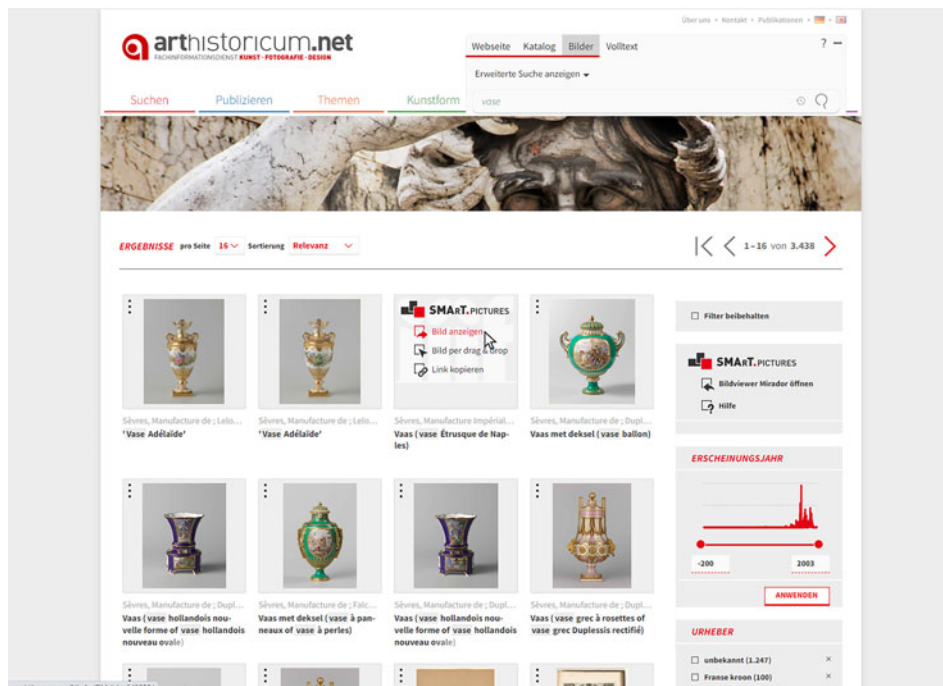 Über uns • Kontakt • Publikationen •
arthistoricum.net
FACHINFORMATIONSDIENST KUNST · FOTOGRAFIE · DESIGN
Webseite Katalog Bilder Volltext ? –
Erweiterte Suche anzeigen
Suchen Publizieren Themen Kunstform
vase
ERGEBNISSE pro Seite 16 Sortierung Relevanz
1–16 von 3.438
SMArT.PICTURES
Bild anzeigen
Bild per drag & drop
Link kopieren
Sèvres, Manufacture de ; Lelo...
'Vase Adélaïde'
Sèvres, Manufacture de ; Lelo...
'Vase Adélaïde'
Sèvres, Manufacture Impérial...
Vaas (vase Étrusque de Nap-
les)
Sèvres, Manufacture de ; Dupl...
Vaas met deksel (vase ballon)
Sèvres, Manufacture de ; Dupl...
Vaas (vase hollandois nou-
velle forme of vase hollandois
nouveau ovale)
Sèvres, Manufacture de ; Falc...
Vaas met deksel (vase à pan-
neaux of vase à perles)
Sèvres, Manufacture de ; Dupl...
Vaas (vase hollandois nou-
velle forme of vase hollandois
nouveau ovale)
Sèvres, Manufacture de ; Dupl...
Vaas (vase grec à rosettes of
vase grec Duplessis rectifié)
Filter beibehalten
SMArT.PICTURES
Bildviewer Mirador öffnen
Hilfe
ERSCHEINUNGSJAHR
-200 2003
ANWENDEN
URHEBER
unbekannt (1.247) ×
Franse kroon (100) ×